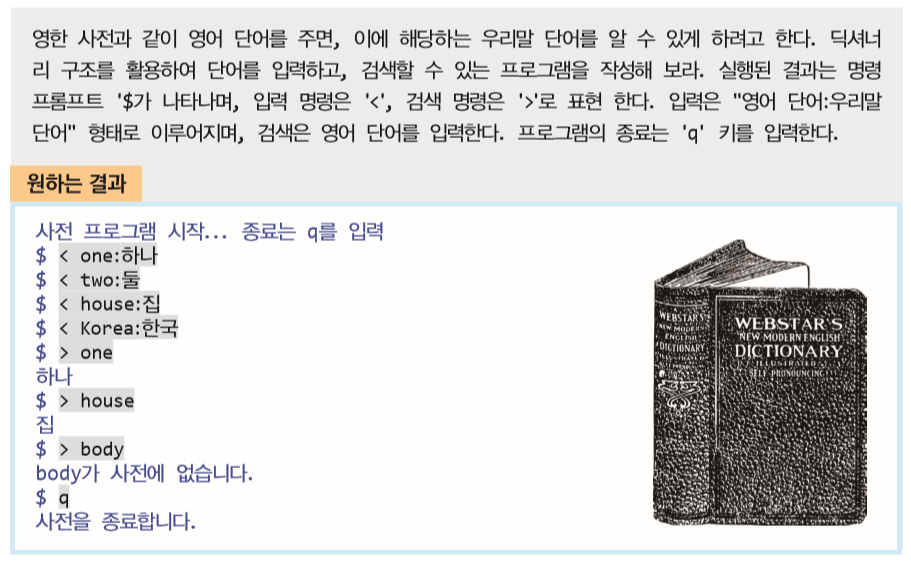 영한 사전과 같이 영어 단어를 주면, 이에 해당하는 우리말 단어를 알 수 있게 하려고 한다. 딕셔너
리 구조를 활용하여 단어를 입력하고, 검색할 수 있는 프로그램을 작성해 보라. 실행된 결과는 명령
프롬프트 '$가 나타나며, 입력 명령은 '<', 검색 명령은 '>'로 표현 한다. 입력은 "영어 단어:우리말
단어" 형태로 이루어지며, 검색은 영어 단어를 입력한다. 프로그램의 종료는 'q' 키를 입력한다.
원하는 결과
사전 프로그램 시작... 종료는 q를 입력
$ < one:하나
$ < two:둘
$ < house:집
$ < Korea:한국
$ > one
하나
$ > house
집
$ > body
body가 사전에 없습니다.
$ q
사전을 종료합니다.
WEBSTAR'S
NEW MODERN
ENGLISH
DICTIONARY
ILLUSTRATED
WEBSTAR'S
NEW MODERN ENGLISH
DICTIONARY
ILLUSTRATED
SELF-PRONOUNCING